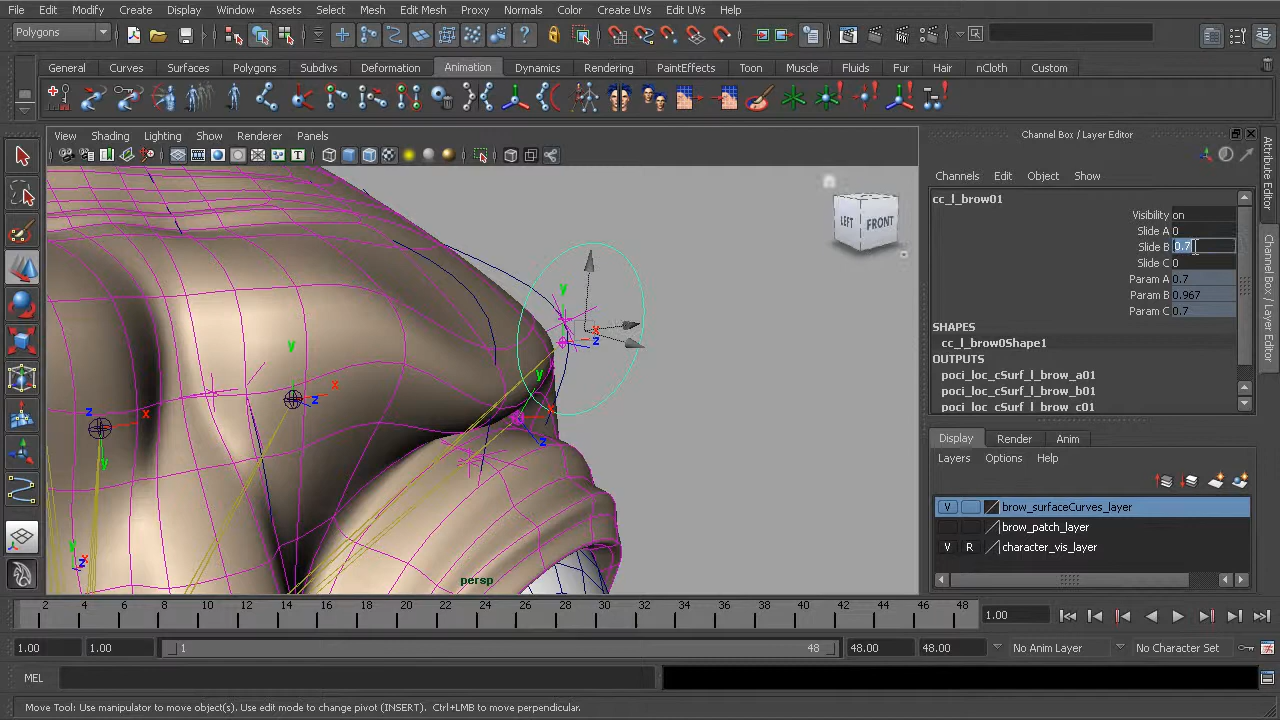 File Edit Modify Create Display Window Assets Select Mesh Edit Mesh Proxy Normals Color Create UVs Edit UVs Help
Polygons
General Curves Surfaces Polygons Subdivs Deformation Animation Dynamics Rendering PaintEffects Toon Muscle Fluids Fur Hair nCloth Custom
View Shading Lighting Show Renderer Panels
Channel Box / Layer Editor
Channels Edit Object Show
cc_l_brow01
Visibility on
Slide A 0
Slide B 0.7
Slide C 0
Param A 0.7
Param B 0.967
Param C 0.7
SHAPES
cc_l_brow0Shape1
OUTPUTS
poci_loc_cSurf_l_brow_a01
poci_loc_cSurf_l_brow_b01
poci_loc_cSurf_l_brow_c01
Display Render Anim
Layers Options Help
V brow_surfaceCurves_layer
brow_patch_layer
V R character_vis_layer
Attribute Editor
Channel Box / Layer Editor
LEFT FRONT
y
x
z
y
x
z
y
x
z
z
x
y
y
x
z
persp
2 4 6 8 10 12 14 16 18 20 22 24 26 28 30 32 34 36 38 40 42 44 46 48 1.00
1.00 1.00 1 48 48.00 48.00 No Anim Layer No Character Set
MEL
Move Tool: Use manipulator to move object(s). Use edit mode to change pivot (INSERT). Ctrl+LMB to move perpendicular.